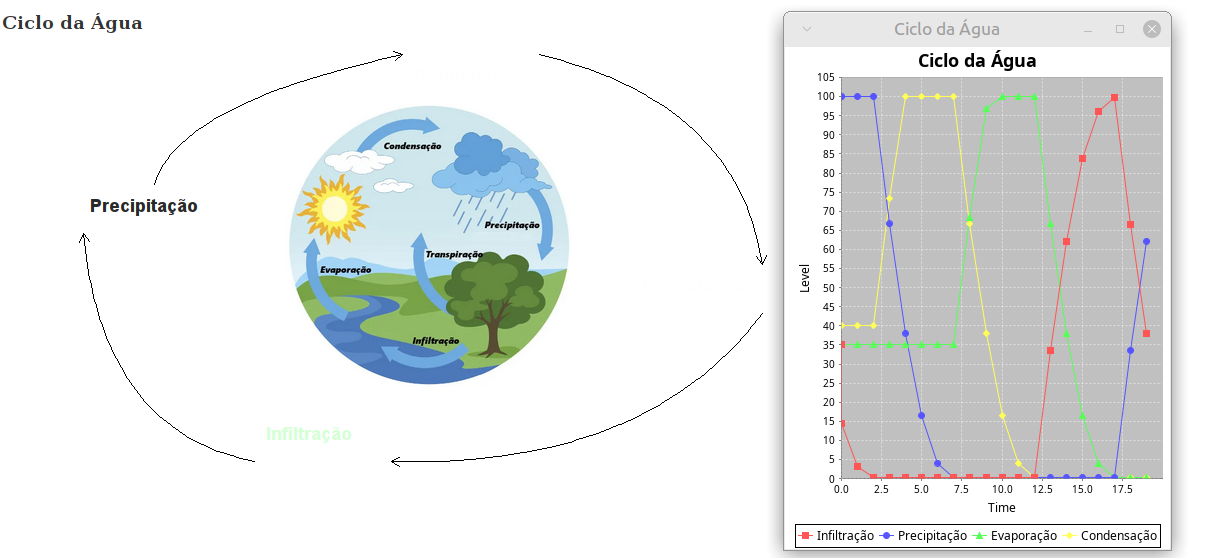 Ciclo da Água
Precipitação
Infiltração
Condensação
Precipitação
Transpiração
Evaporação
Infiltração
Ciclo da Água
Ciclo da Água
105
100
95
90
85
80
75
70
65
60
55
50
45
40
35
30
25
20
15
10
5
0
Level
0.0 2.5 5.0 7.5 10.0 12.5 15.0 17.5
Time
Infiltração Precipitação Evaporação Condensação